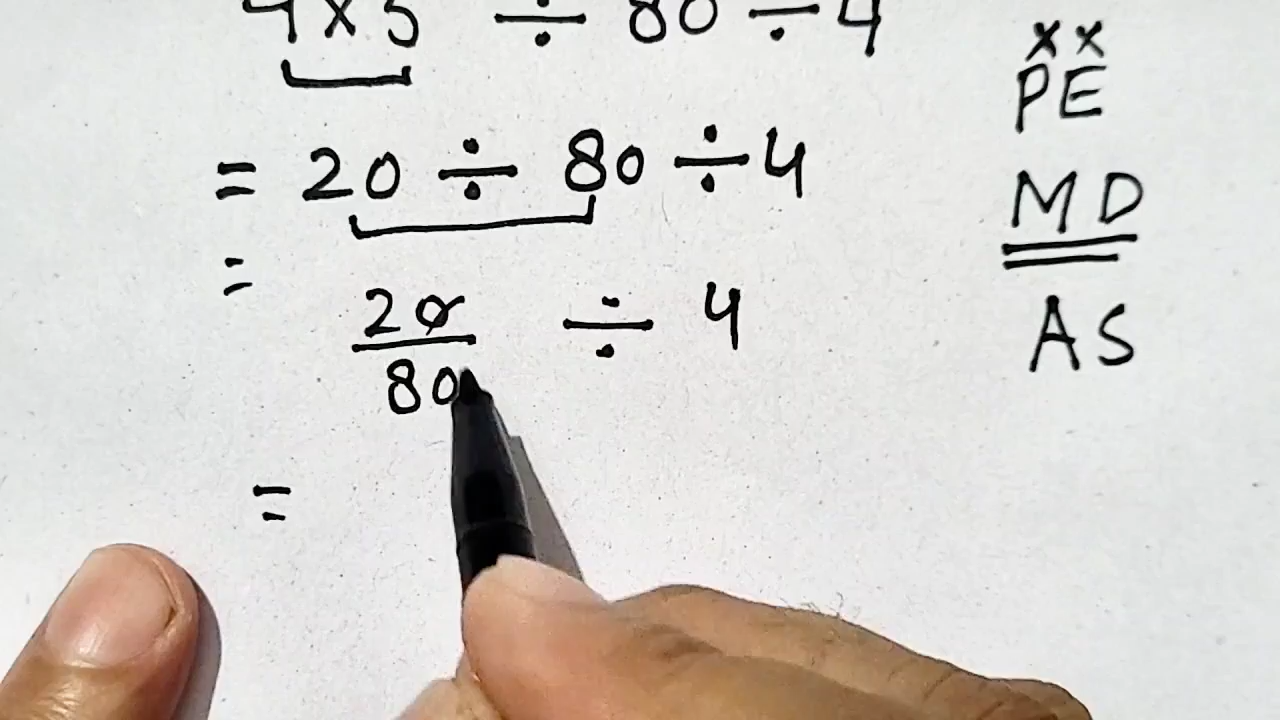 4×5 ÷ 80 ÷ 4
= 20 ÷ 80 ÷ 4
= 20/80 ÷ 4
=
××
PE
MD
AS